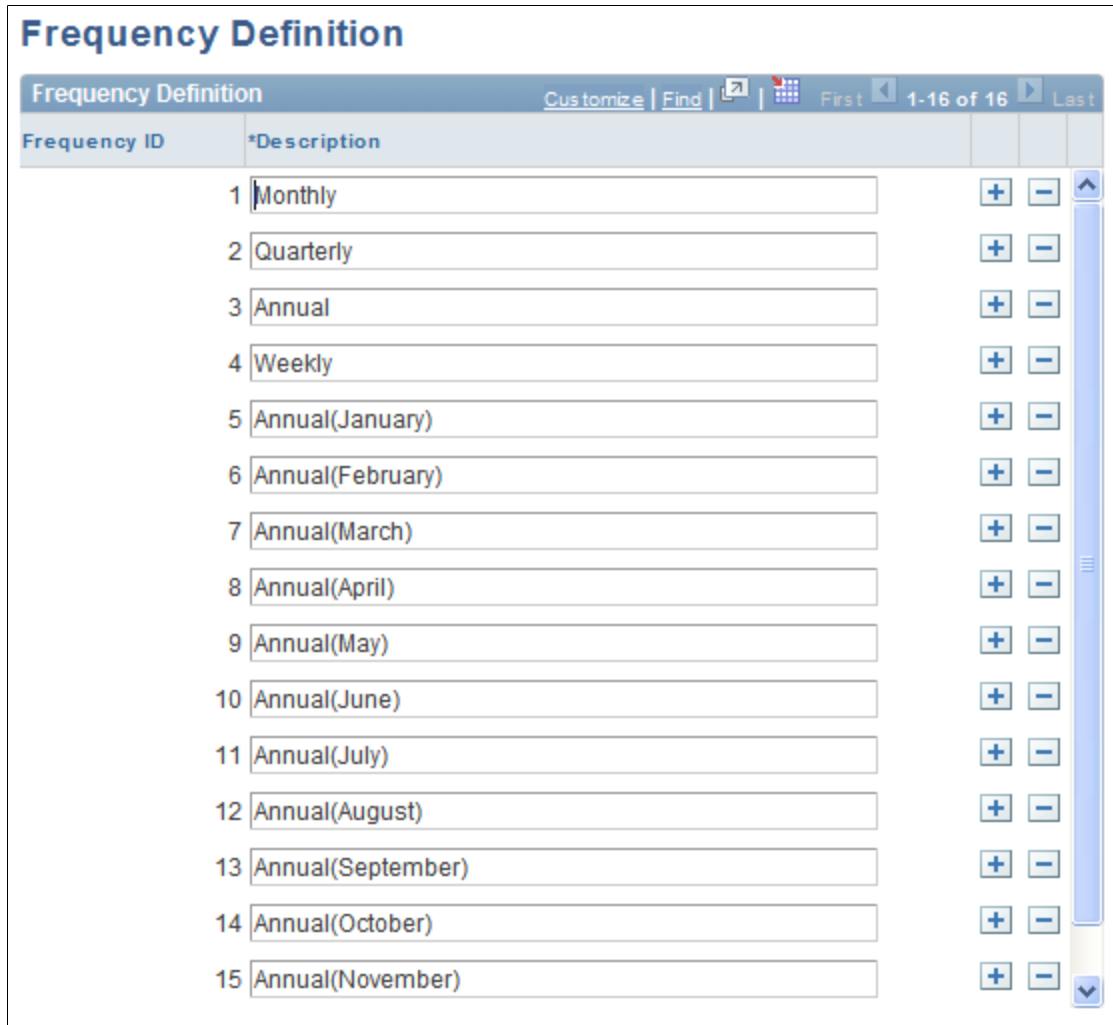 Frequency Definition
Frequency Definition Customize | Find | | First 1-16 of 16 Last
Frequency ID *Description
1 Monthly
2 Quarterly
3 Annual
4 Weekly
5 Annual(January)
6 Annual(February)
7 Annual(March)
8 Annual(April)
9 Annual(May)
10 Annual(June)
11 Annual(July)
12 Annual(August)
13 Annual(September)
14 Annual(October)
15 Annual(November)